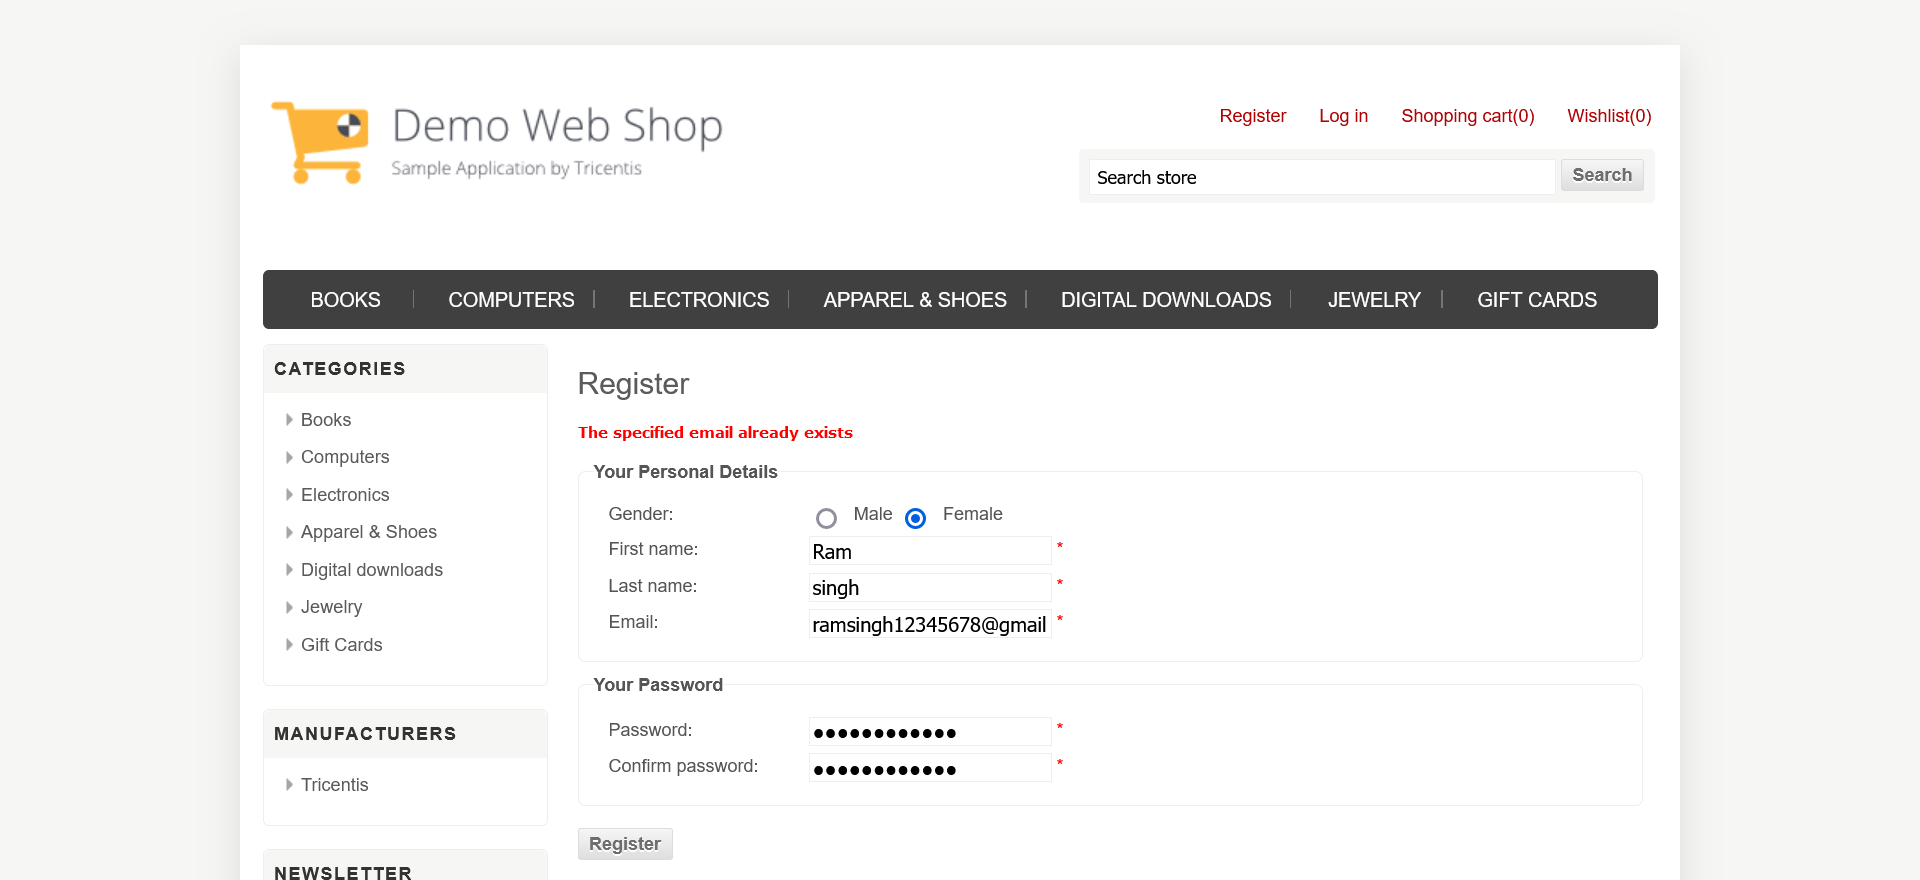 Demo Web Shop
Sample Application by Tricentis
Register Log in Shopping cart(0) Wishlist(0)
Search store Search
BOOKS COMPUTERS ELECTRONICS APPAREL & SHOES DIGITAL DOWNLOADS JEWELRY GIFT CARDS
CATEGORIES
Books
Computers
Electronics
Apparel & Shoes
Digital downloads
Jewelry
Gift Cards
MANUFACTURERS
Tricentis
NEWSLETTER
Register
The specified email already exists
Your Personal Details
Gender: Male Female
First name: Ram *
Last name: singh *
Email: ramsingh12345678@gmail *
Your Password
Password: ●●●●●●●●●●●● *
Confirm password: ●●●●●●●●●●●● *
Register